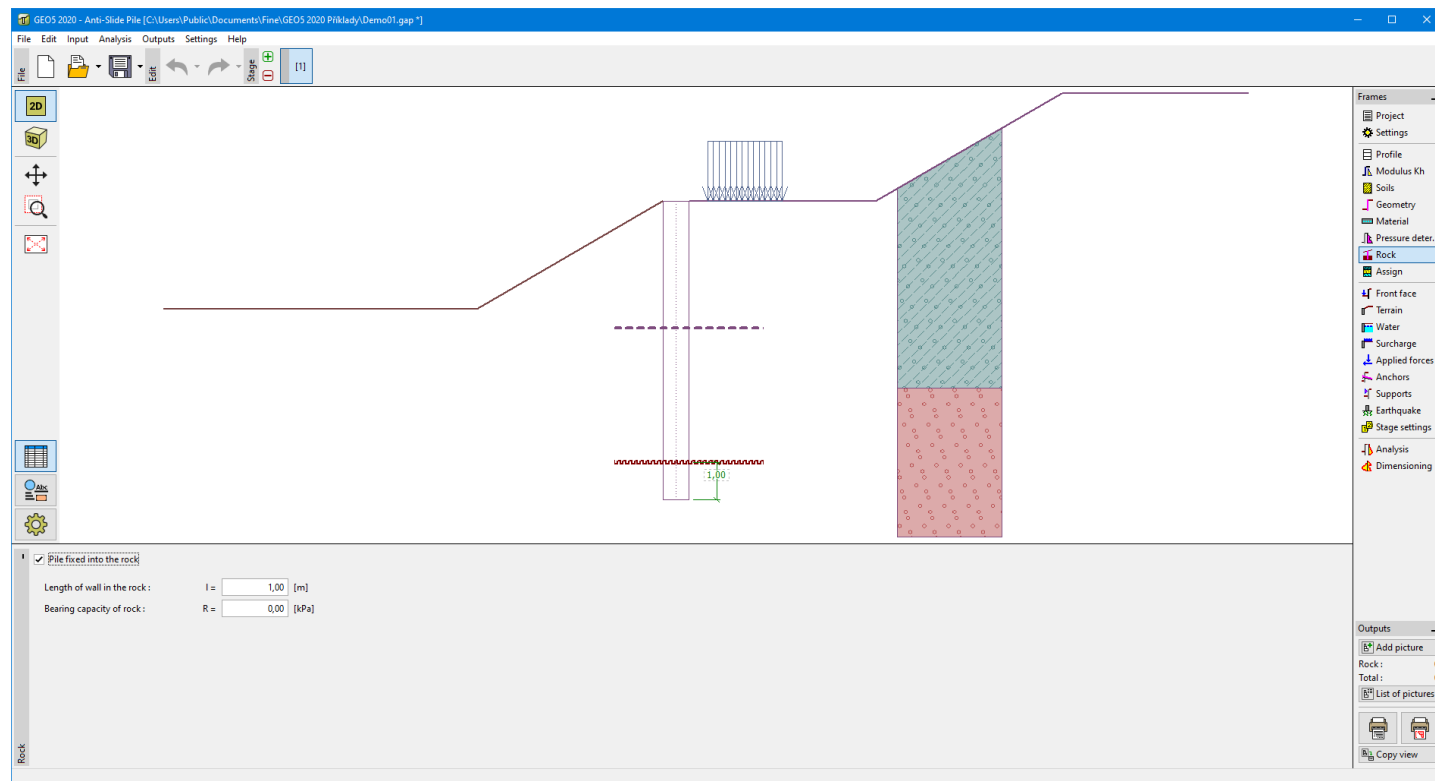 GEO5 2020 - Anti-Slide Pile [C:\Users\Public\Documents\Fine\GEO5 2020 Příklady\Demo01.gap *]
File Edit Input Analysis Outputs Settings Help
File
Edit
Stage
[1]
2D
3D
Abc
1,00
Frames
Project
Settings
Profile
Modulus Kh
Soils
Geometry
Material
Pressure deter.
Rock
Assign
Front face
Terrain
Water
Surcharge
Applied forces
Anchors
Supports
Earthquake
Stage settings
Analysis
Dimensioning
Pile fixed into the rock
Length of wall in the rock : l = 1,00 [m]
Bearing capacity of rock : R = 0,00 [kPa]
Rock
Outputs
Add picture
Rock :
Total :
List of pictures
Copy view